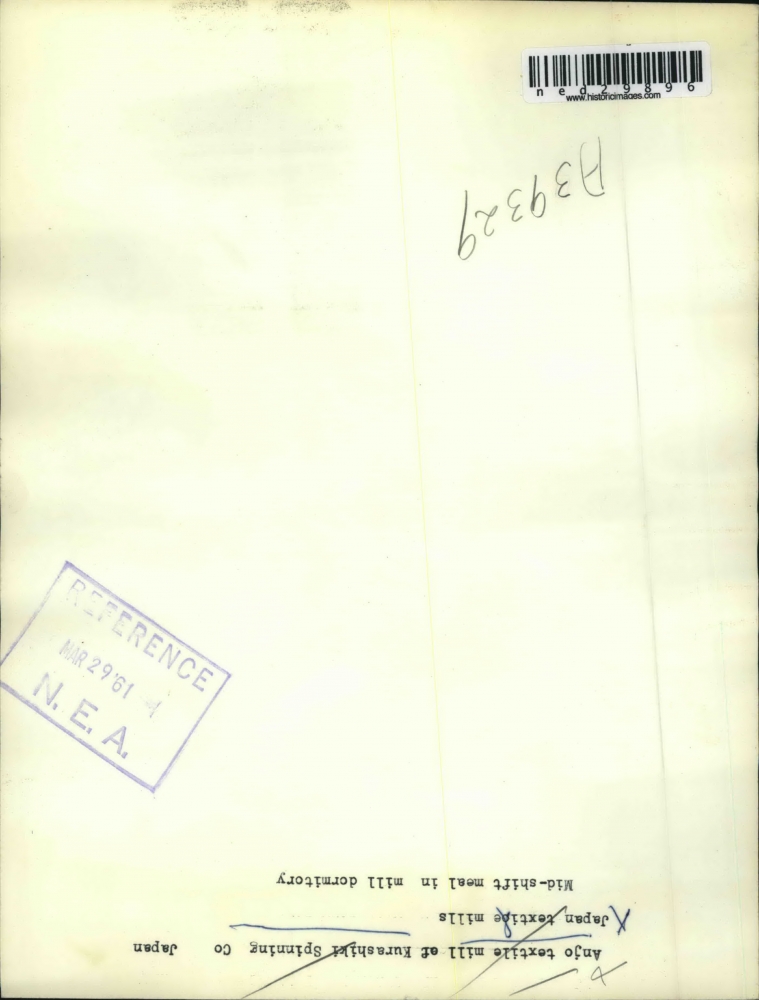 ned29896
www.historicimages.com
A39329
REFERENCE
MAR 29 '61
N. E. A.
Anjo textile mill of Kurashiki Spinning Co Japan
Japan textile mills
Mid-shift meal in mill dormitory